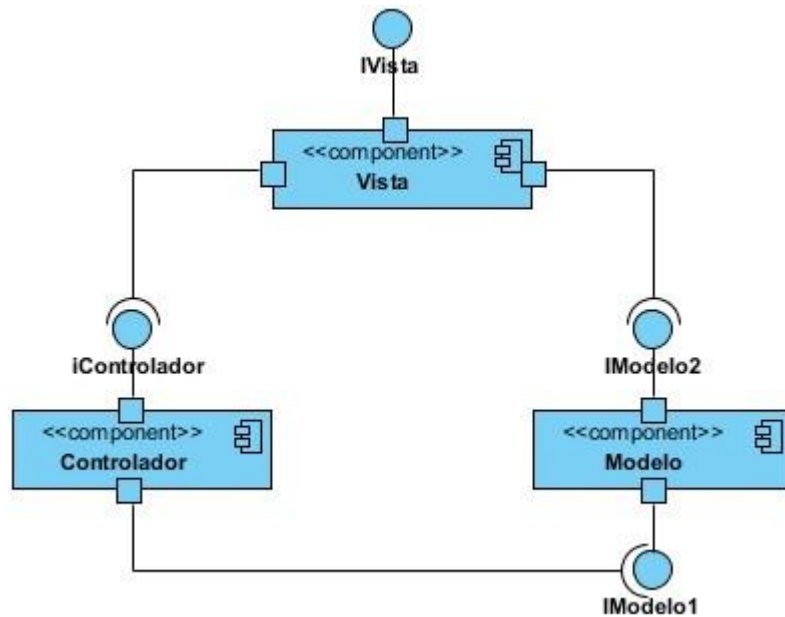 IVista
<<component>>
Vista
iControlador
IModelo2
<<component>>
Controlador
<<component>>
Modelo
IModelo1